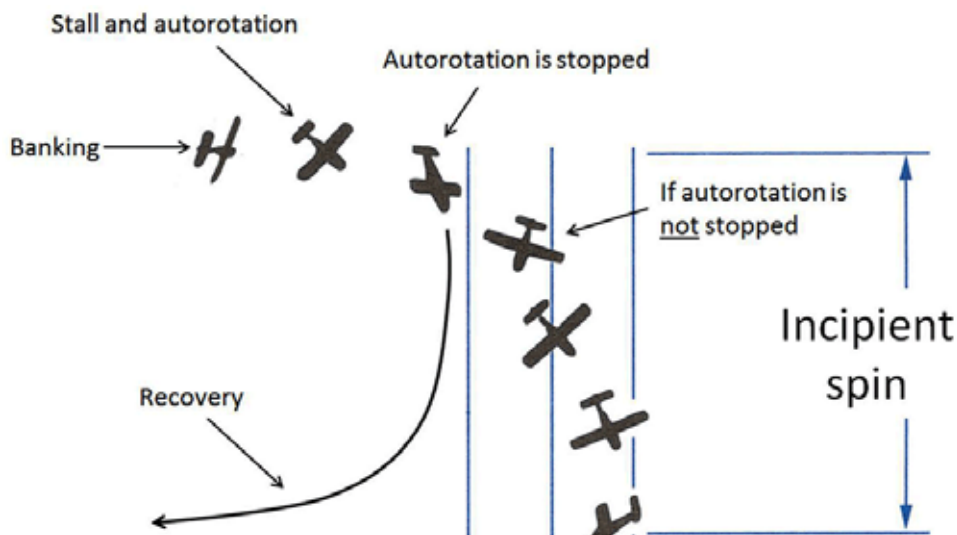 Stall and autorotation
Autorotation is stopped
Banking
If autorotation is
not stopped
Incipient
spin
Recovery